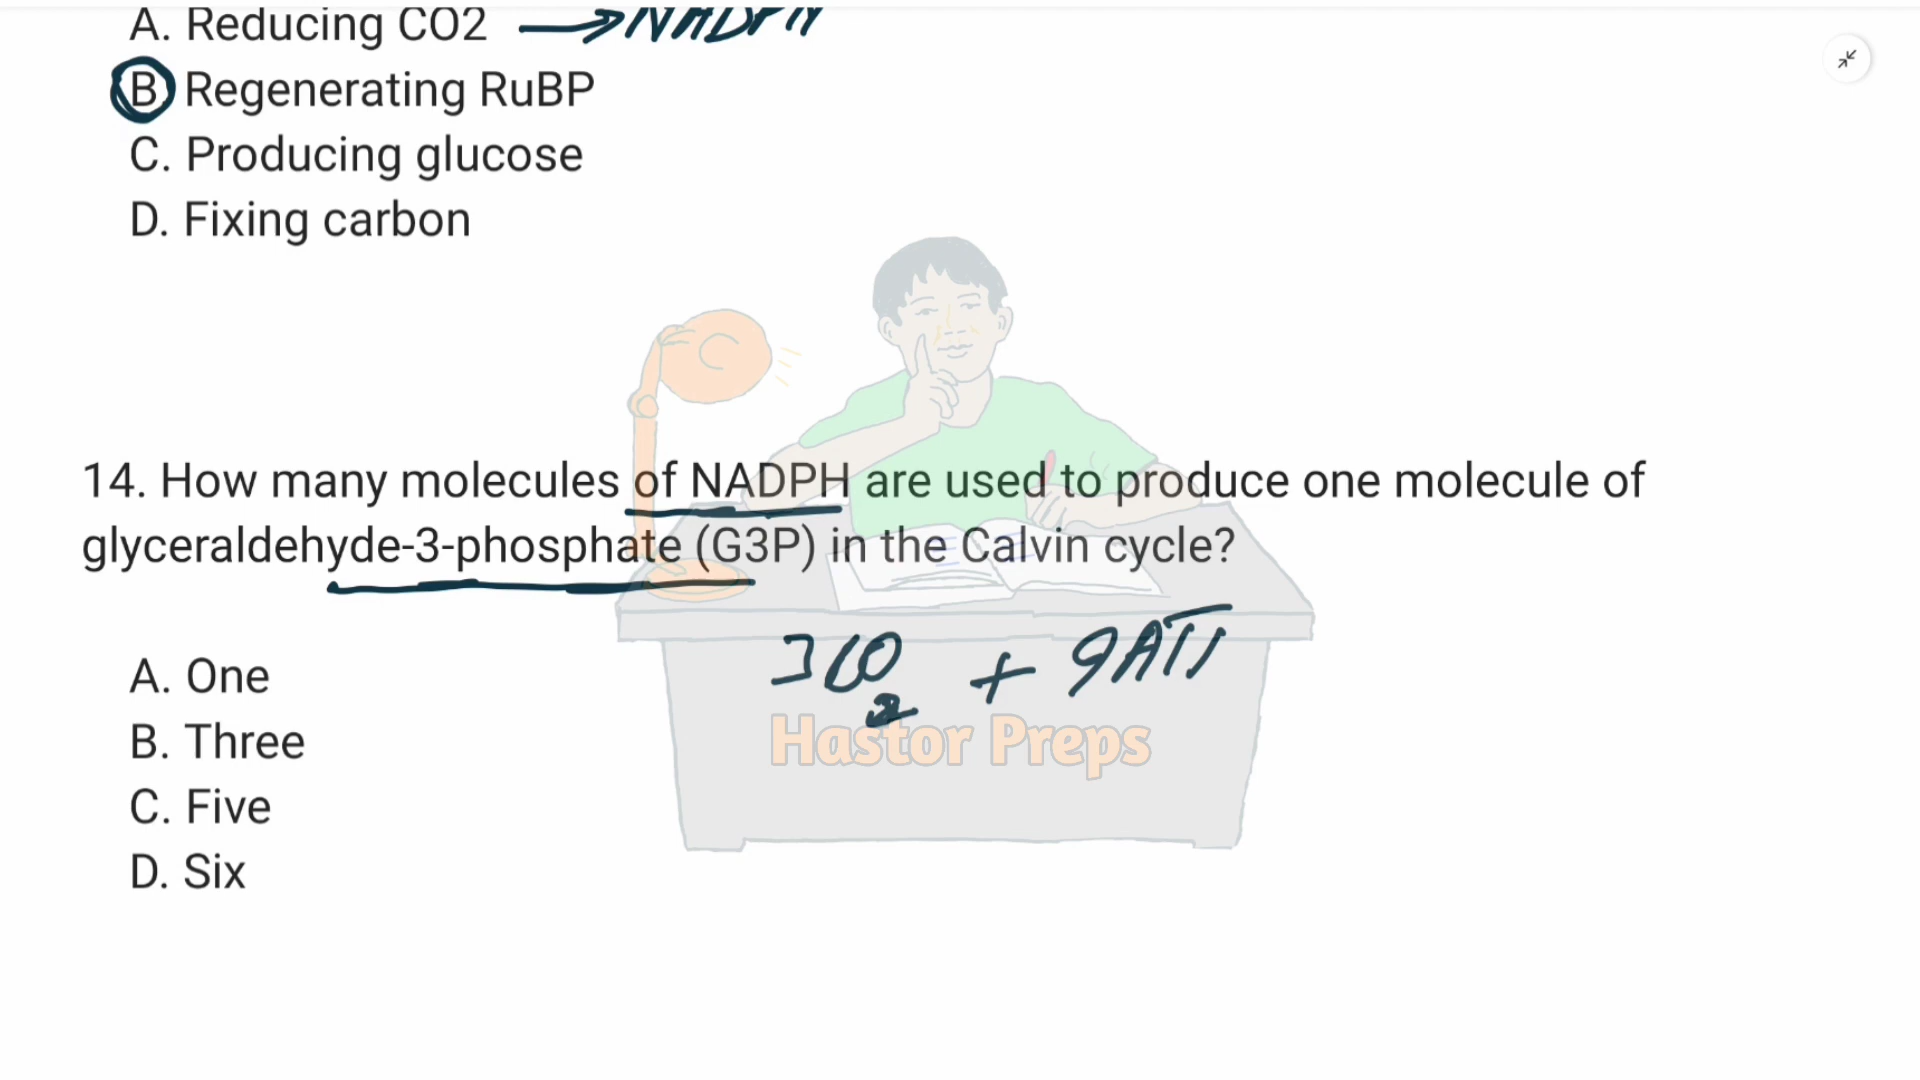 A. Reducing CO2 → NADPH
B. Regenerating RuBP
C. Producing glucose
D. Fixing carbon
14. How many molecules of NADPH are used to produce one molecule of
glyceraldehyde-3-phosphate (G3P) in the Calvin cycle?
3CO2 + 9AT
A. One
Hastor Preps
B. Three
C. Five
D. Six